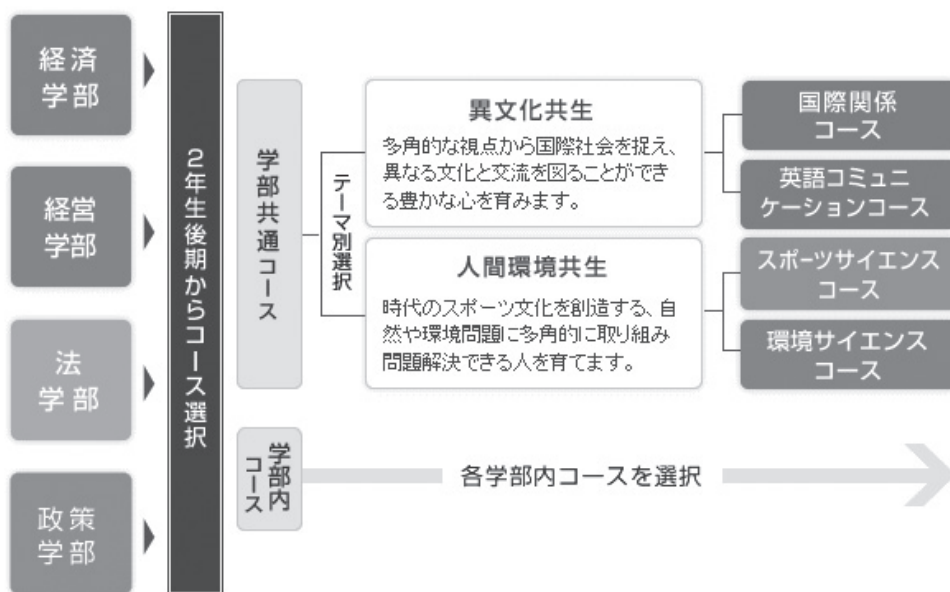 経済
学部
経営
学部
法
学部
政策
学部
2年生後期からコース選択
学部共通コース
テーマ別選択
異文化共生
多角的な視点から国際社会を捉え、
異なる文化と交流を図ることができ
る豊かな心を育みます。
国際関係
コース
英語コミュニ
ケーションコース
人間環境共生
時代のスポーツ文化を創造する、自
然や環境問題に多角的に取り組み
問題解決できる人を育てます。
スポーツサイエンス
コース
環境サイエンス
コース
学部内
コース
各学部内コースを選択